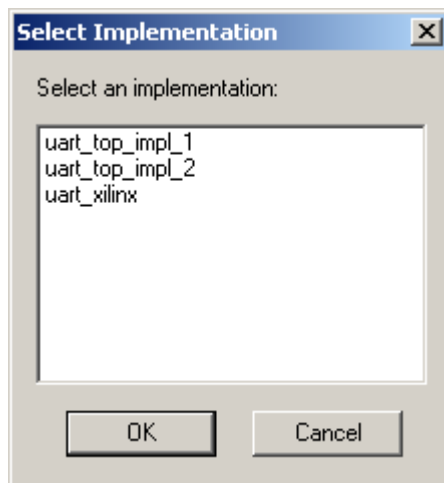 Select Implementation
Select an implementation:
uart_top_impl_1
uart_top_impl_2
uart_xilinx
OK
Cancel